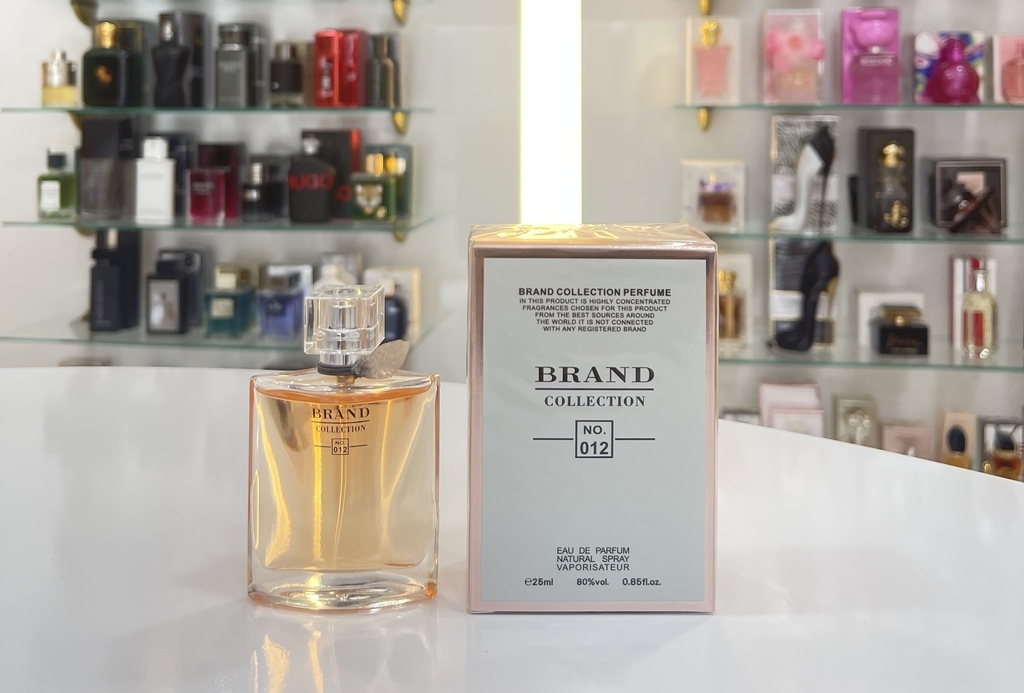 BRAND
COLLECTION
NO.
012
BRAND COLLECTION PERFUME
IN THIS PRODUCT IS HIGHLY CONCENTRATED
FRAGRANCES CHOSEN FOR THIS PRODUCT
FROM THE BEST SOURCES AROUND
THE WORLD IT IS NOT CONNECTED
WITH ANY REGISTERED BRAND
BRAND
COLLECTION
NO.
012
EAU DE PARFUM
NATURAL SPRAY
VAPORISATEUR
℮25ml 80%vol. 0.85fl.oz.
HUGO